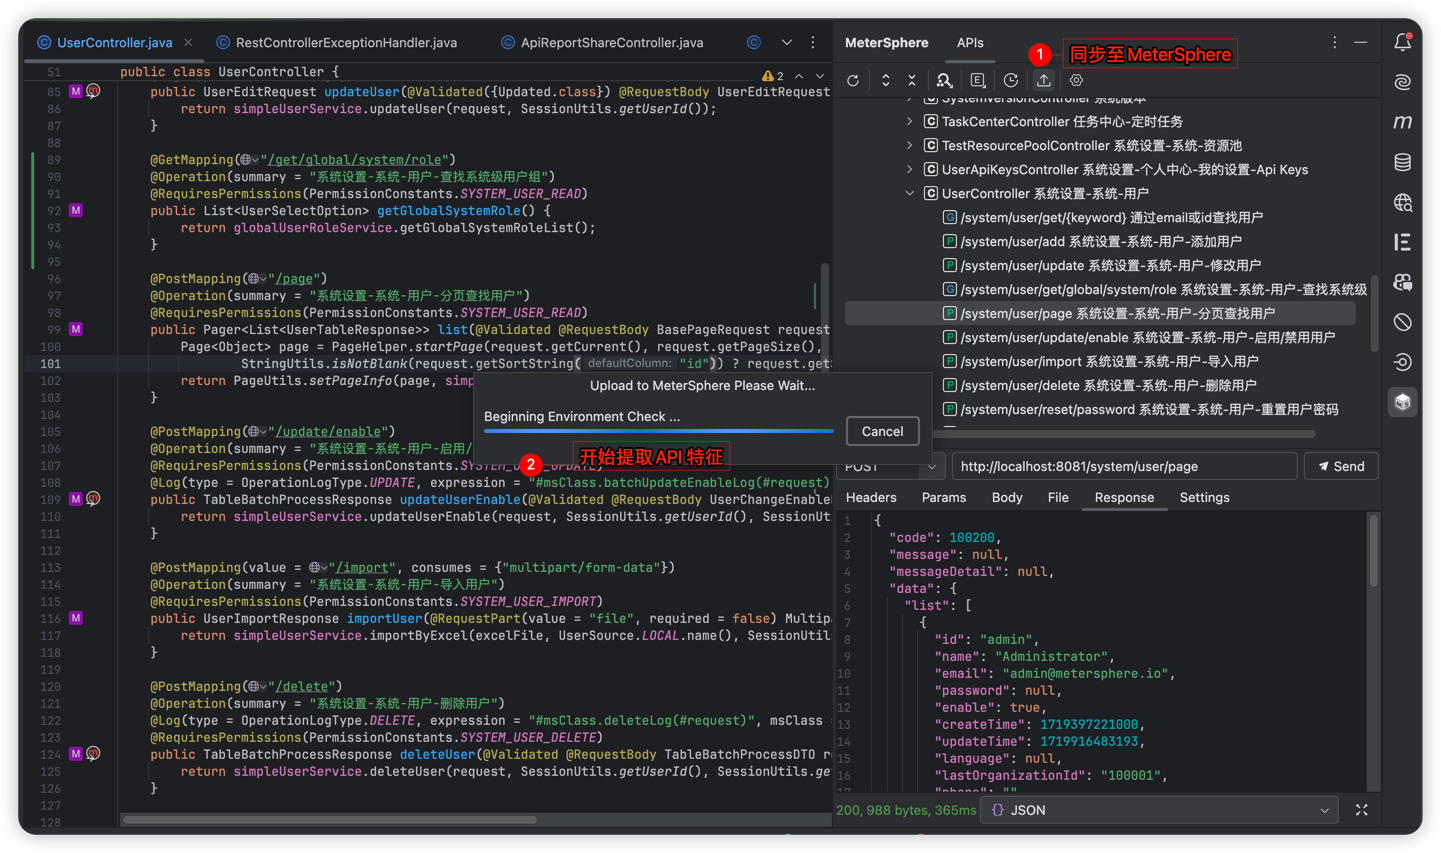 UserController.java
RestControllerExceptionHandler.java
ApiReportShareController.java
51 public class UserController {
2
85 public UserEditRequest updateUser(@Validated({Updated.class}) @RequestBody UserEditRequest
86 return simpleUserService.updateUser(request, SessionUtils.getUserId());
87 }
88
89 @GetMapping("/get/global/system/role")
90 @Operation(summary = "系统设置-系统-用户-查找系统级用户组")
91 @RequiresPermissions(PermissionConstants.SYSTEM_USER_READ)
92 public List<UserSelectOption> getGlobalSystemRole() {
93 return globalUserRoleService.getGlobalSystemRoleList();
94 }
95
96 @PostMapping("/page")
97 @Operation(summary = "系统设置-系统-用户-分页查找用户")
98 @RequiresPermissions(PermissionConstants.SYSTEM_USER_READ)
99 public Pager<List<UserTableResponse>> list(@Validated @RequestBody BasePageRequest request
100 Page<Object> page = PageHelper.startPage(request.getCurrent(), request.getPageSize(),
101 StringUtils.isNotBlank(request.getSortString( defaultColumn: "id")) ? request.get
102 return PageUtils.setPageInfo(page, sim
103 }
104
105 @PostMapping("/update/enable")
106 @Operation(summary = "系统设置-系统-用户-启用/
107 @RequiresPermissions(PermissionConstants.SYSTEM_USER_UPDATE)
108 @Log(type = OperationLogType.UPDATE, expression = "#msClass.batchUpdateEnableLog(#request)
109 public TableBatchProcessResponse updateUserEnable(@Validated @RequestBody UserChangeEnable
110 return simpleUserService.updateUserEnable(request, SessionUtils.getUserId(), SessionUt
111 }
112
113 @PostMapping(value = "/import", consumes = {"multipart/form-data"})
114 @Operation(summary = "系统设置-系统-用户-导入用户")
115 @RequiresPermissions(PermissionConstants.SYSTEM_USER_IMPORT)
116 public UserImportResponse importUser(@RequestPart(value = "file", required = false) Multip
117 return simpleUserService.importByExcel(excelFile, UserSource.LOCAL.name(), SessionUtil
118 }
119
120 @PostMapping("/delete")
121 @Operation(summary = "系统设置-系统-用户-删除用户")
122 @Log(type = OperationLogType.DELETE, expression = "#msClass.deleteLog(#request)", msClass =
123 @RequiresPermissions(PermissionConstants.SYSTEM_USER_DELETE)
124 public TableBatchProcessResponse deleteUser(@Validated @RequestBody TableBatchProcessDTO r
125 return simpleUserService.deleteUser(request, SessionUtils.getUserId(), SessionUtils.ge
126 }
127
128
Upload to MeterSphere Please Wait...
Beginning Environment Check ...
Cancel
2 开始提取API特征
MeterSphere
APIs
1 同步至MeterSphere
SystemVersionController 系统版本
TaskCenterController 任务中心-定时任务
TestResourcePoolController 系统设置-系统-资源池
UserApiKeysController 系统设置-个人中心-我的设置-Api Keys
UserController 系统设置-系统-用户
/system/user/get/{keyword} 通过email或id查找用户
/system/user/add 系统设置-系统-用户-添加用户
/system/user/update 系统设置-系统-用户-修改用户
/system/user/get/global/system/role 系统设置-系统-用户-查找系统级
/system/user/page 系统设置-系统-用户-分页查找用户
/system/user/update/enable 系统设置-系统-用户-启用/禁用用户
/system/user/import 系统设置-系统-用户-导入用户
/system/user/delete 系统设置-系统-用户-删除用户
/system/user/reset/password 系统设置-系统-用户-重置用户密码
POST
http://localhost:8081/system/user/page
Send
Headers
Params
Body
File
Response
Settings
1 {
2 "code": 100200,
3 "message": null,
4 "messageDetail": null,
5 "data": {
6 "list": [
7 {
8 "id": "admin",
9 "name": "Administrator",
10 "email": "admin@metersphere.io",
11 "password": null,
12 "enable": true,
13 "createTime": 1719397221000,
14 "updateTime": 1719916483193,
15 "language": null,
16 "lastOrganizationId": "100001",
17 "phone": ""
200, 988 bytes, 365ms
{} JSON